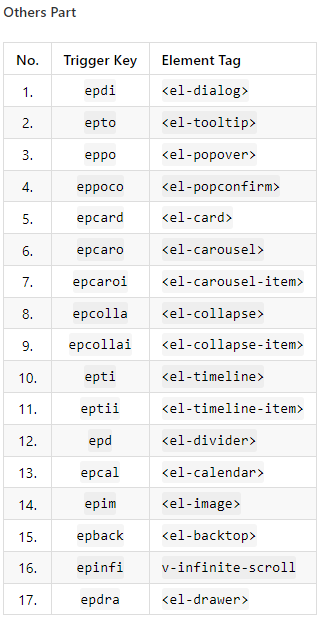 Others Part
No. Trigger Key Element Tag
1. epdi <el-dialog>
2. epto <el-tooltip>
3. eppo <el-popover>
4. eppoco <el-popconfirm>
5. epcard <el-card>
6. epcaro <el-carousel>
7. epcaroi <el-carousel-item>
8. epcolla <el-collapse>
9. epcollai <el-collapse-item>
10. epti <el-timeline>
11. eptii <el-timeline-item>
12. epd <el-divider>
13. epcal <el-calendar>
14. epim <el-image>
15. epback <el-backtop>
16. epinfi v-infinite-scroll
17. epdra <el-drawer>